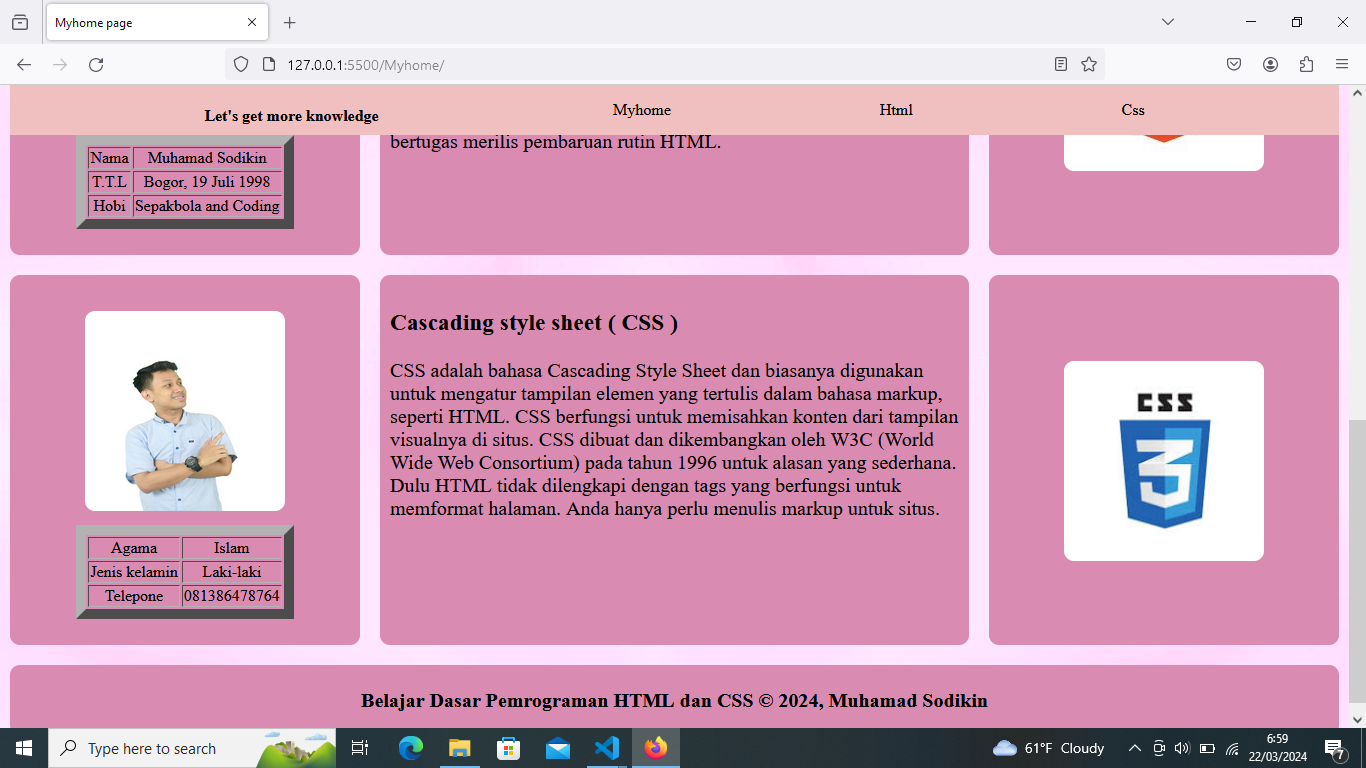 Myhome page
127.0.0.1:5500/Myhome/
Let's get more knowledge
Myhome
Html
Css
Nama Muhamad Sodikin
T.T.L Bogor, 19 Juli 1998
Hobi Sepakbola and Coding
bertugas merilis pembaruan rutin HTML.
Agama Islam
Jenis kelamin Laki-laki
Telepone 081386478764
Cascading style sheet ( CSS )
CSS adalah bahasa Cascading Style Sheet dan biasanya digunakan
untuk mengatur tampilan elemen yang tertulis dalam bahasa markup,
seperti HTML. CSS berfungsi untuk memisahkan konten dari tampilan
visualnya di situs. CSS dibuat dan dikembangkan oleh W3C (World
Wide Web Consortium) pada tahun 1996 untuk alasan yang sederhana.
Dulu HTML tidak dilengkapi dengan tags yang berfungsi untuk
memformat halaman. Anda hanya perlu menulis markup untuk situs.
CSS
3
Belajar Dasar Pemrograman HTML dan CSS © 2024, Muhamad Sodikin
Type here to search
61°F Cloudy
6:59
22/03/2024
7